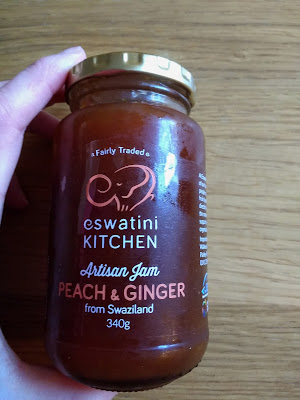 Fairly Traded
eswatini
KITCHEN
Artisan Jam
PEACH & GINGER
from Swaziland
340g